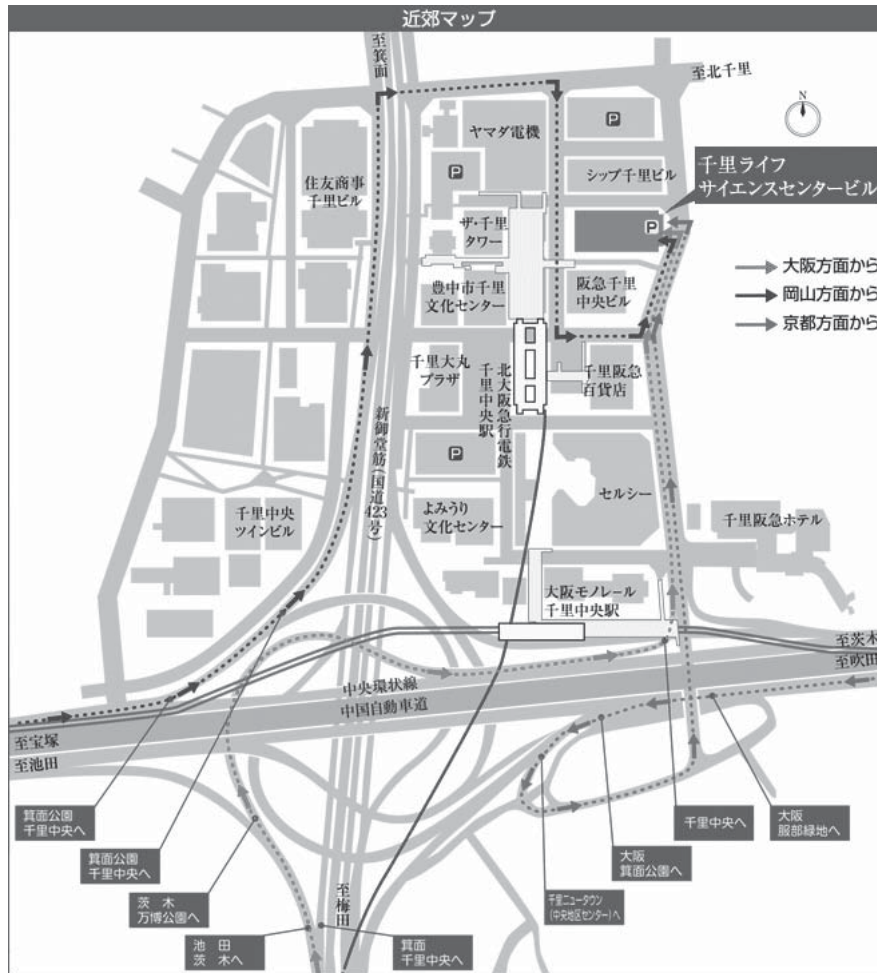 近郊マップ
至箕面
至北千里
N
ヤマダ電機
P
住友商事
千里ビル
P
シップ千里ビル
千里ライフ
サイエンスセンタービル
P
ザ・千里
タワー
大阪方面から
豊中市千里
文化センター
阪急千里
中央ビル
岡山方面から
京都方面から
千里大丸
プラザ
北大阪急行電鉄
千里中央駅
千里阪急
百貨店
新御堂筋(国道423号)
P
セルシー
千里中央
ツインビル
よみうり
文化センター
千里阪急ホテル
大阪モノレール
千里中央駅
至茨木
至吹田
中央環状線
中国自動車道
至宝塚
至池田
箕面公園
千里中央へ
千里中央へ
大阪
服部緑地へ
箕面公園
千里中央へ
大阪
箕面公園へ
茨 木
万博公園へ
至梅田
千里ニュータウン
(中央地区センター)へ
池 田
茨木へ
箕面
千里中央へ